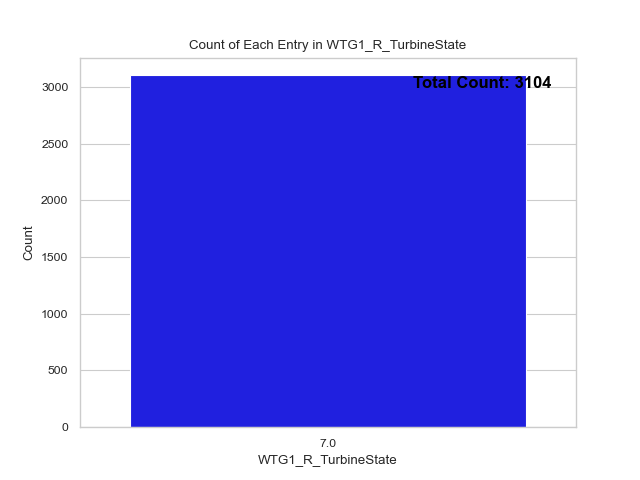 Count of Each Entry in WTG1_R_TurbineState
Total Count: 3104
3000
2500
2000
1500
1000
500
0
Count
7.0
WTG1_R_TurbineState